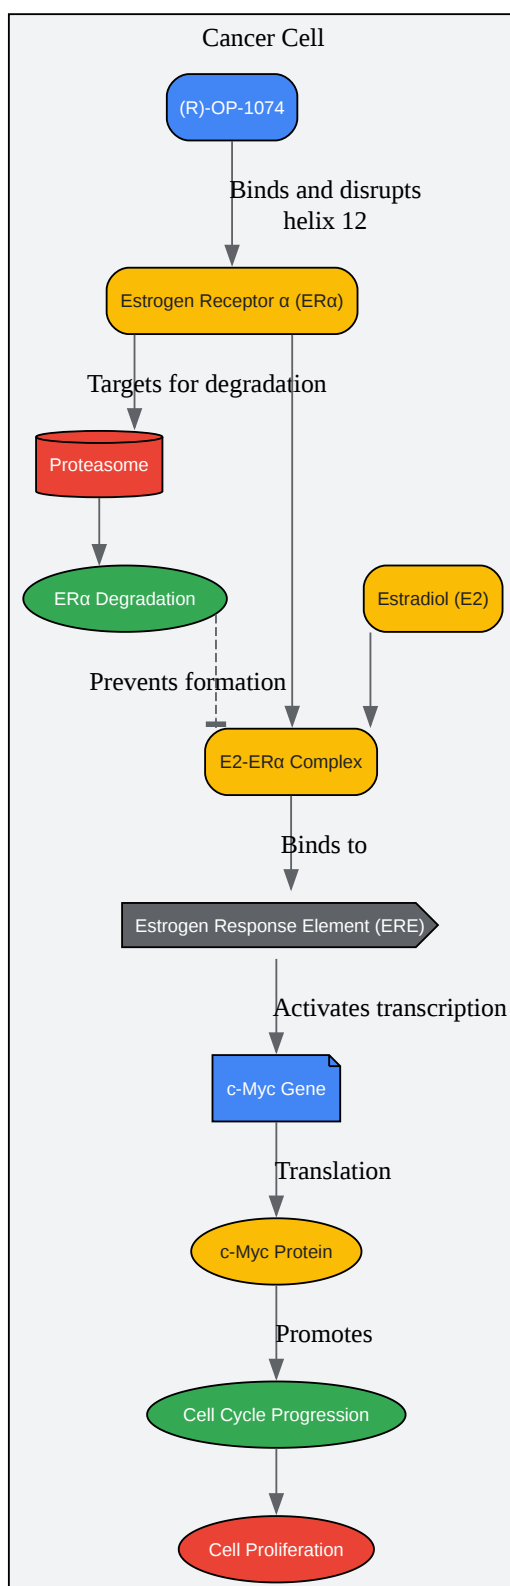 Cancer Cell
(R)-OP-1074
Binds and disrupts
helix 12
Estrogen Receptor α (ERα)
Targets for degradation
Proteasome
ERα Degradation
Estradiol (E2)
Prevents formation
E2-ERα Complex
Binds to
Estrogen Response Element (ERE)
Activates transcription
c-Myc Gene
Translation
c-Myc Protein
Promotes
Cell Cycle Progression
Cell Proliferation